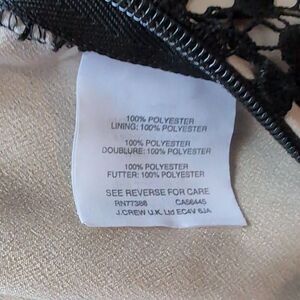 100% POLYESTER
LINING: 100% POLYESTER
100% POLYESTER
DOUBLURE: 100% POLYESTER
100% POLYESTER
FUTTER: 100% POLYESTER
SEE REVERSE FOR CARE
RN77388 CA56445
J.CREW U.K. Ltd EC4V 6JA